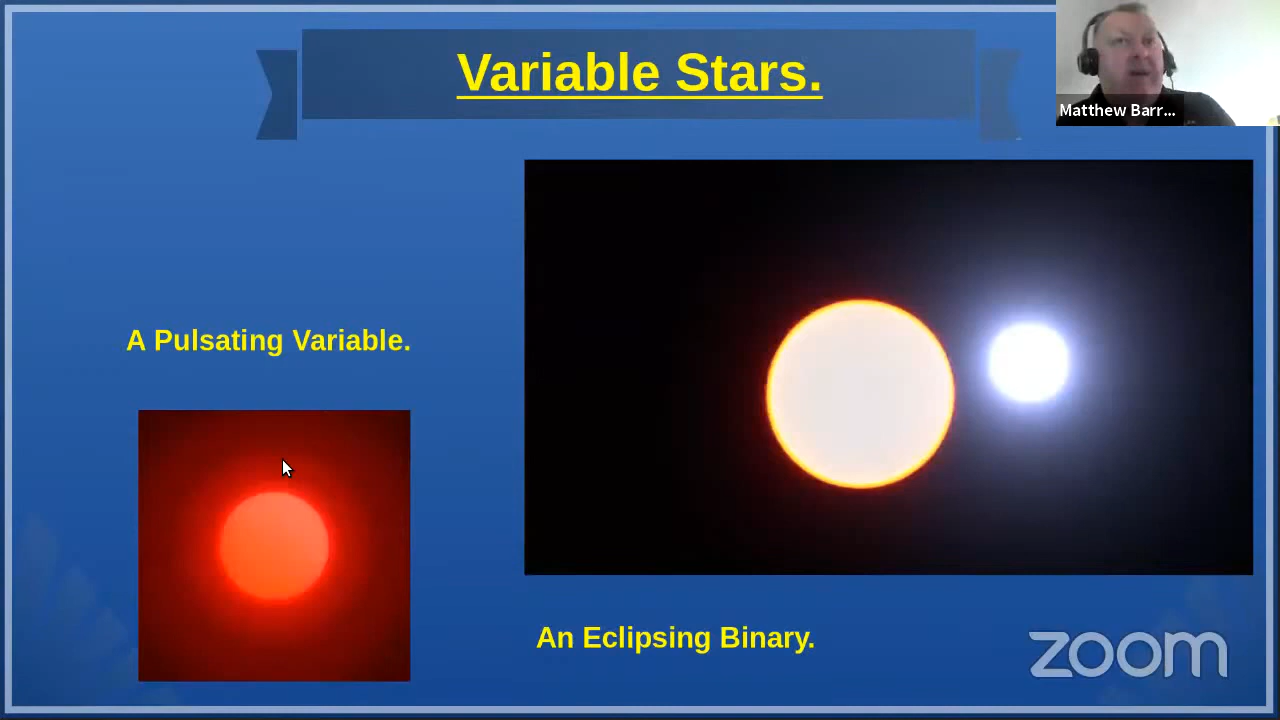 Variable Stars.
Matthew Barr...
A Pulsating Variable.
An Eclipsing Binary.
zoom